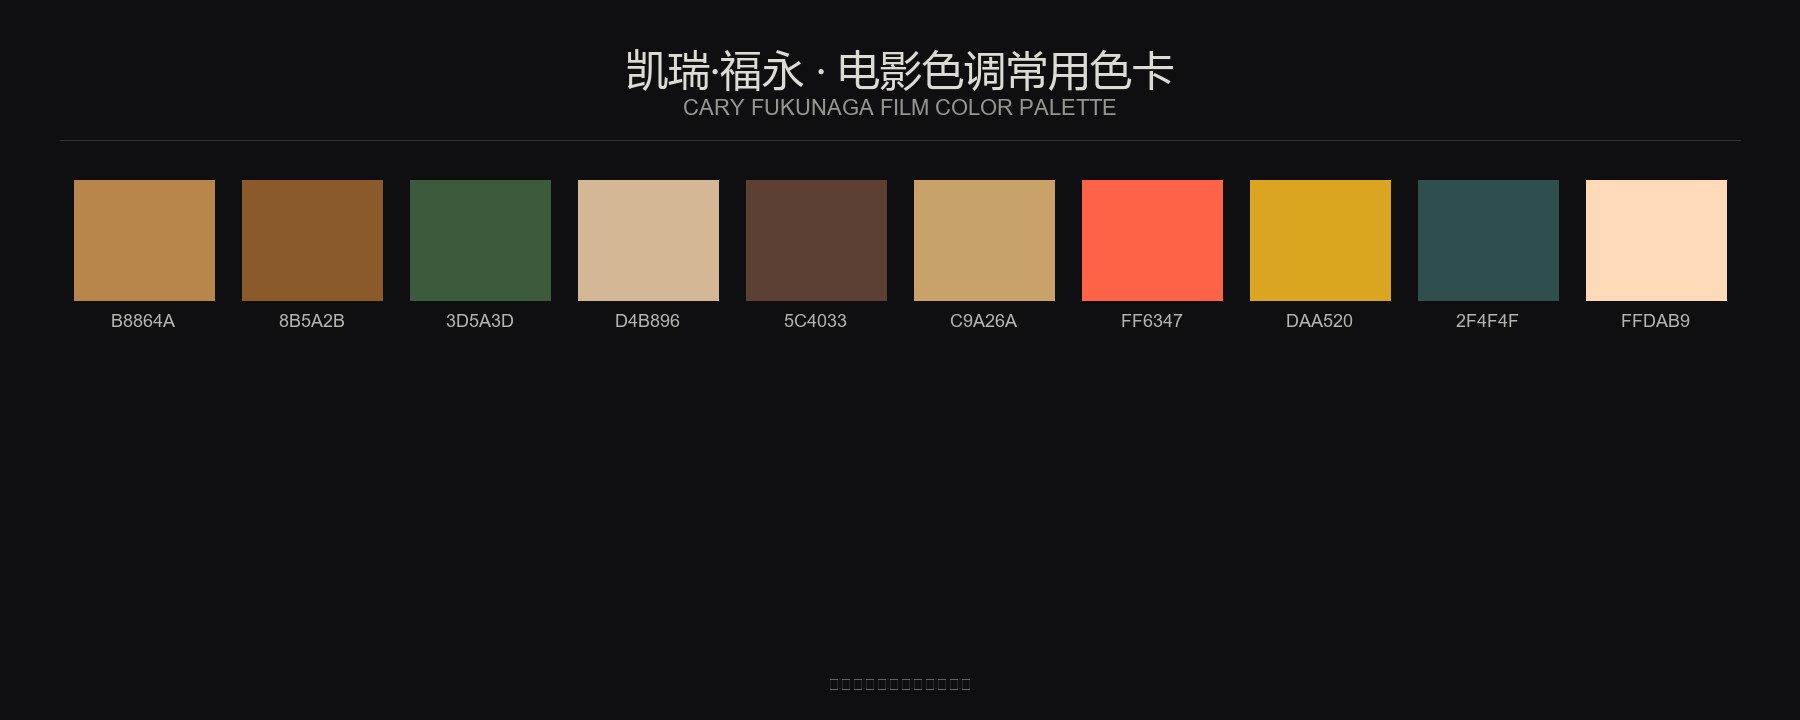 凯瑞·福永 · 电影色调常用色卡
CARY FUKUNAGA FILM COLOR PALETTE
B8864A 8B5A2B 3D5A3D D4B896 5C4033 C9A26A FF6347 DAA520 2F4F4F FFDAB9